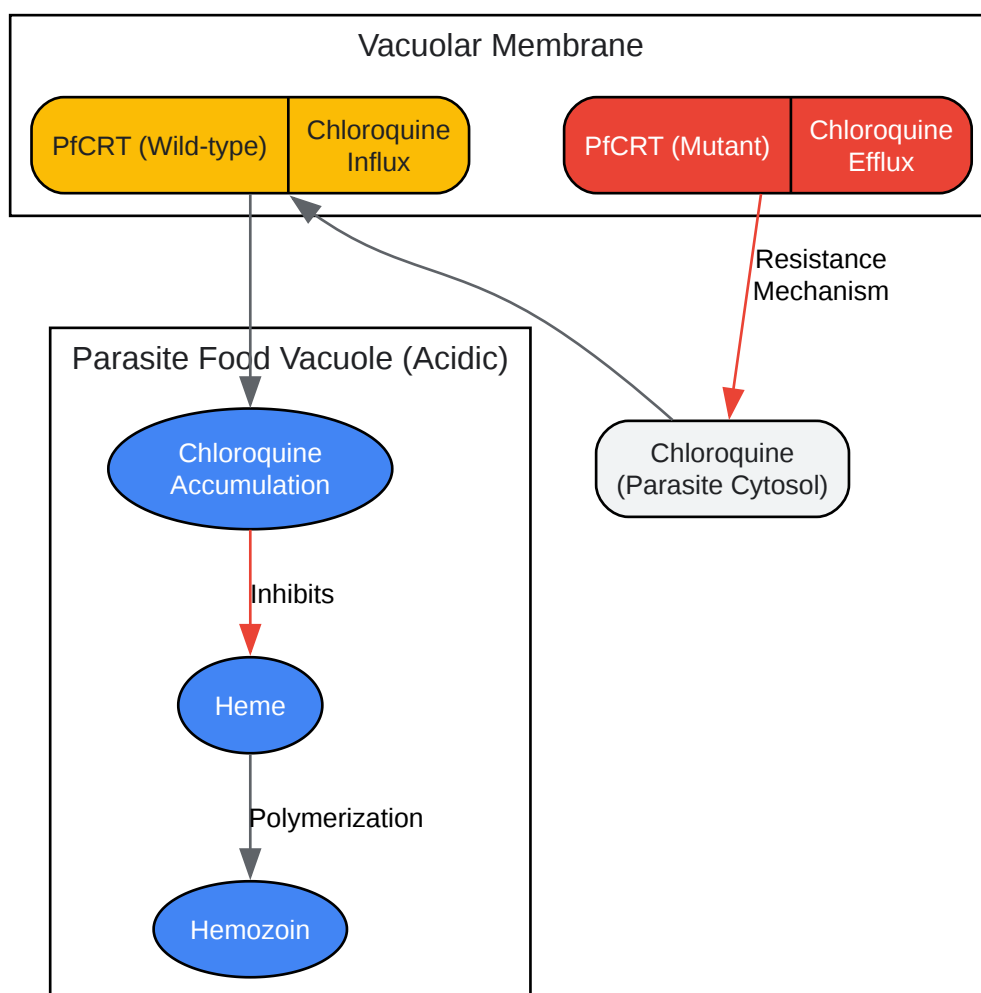 Vacuolar Membrane
PfCRT (Wild-type)
Chloroquine
Influx
PfCRT (Mutant)
Chloroquine
Efflux
Resistance
Mechanism
Parasite Food Vacuole (Acidic)
Chloroquine
Accumulation
Chloroquine
(Parasite Cytosol)
Inhibits
Heme
Polymerization
Hemozoin